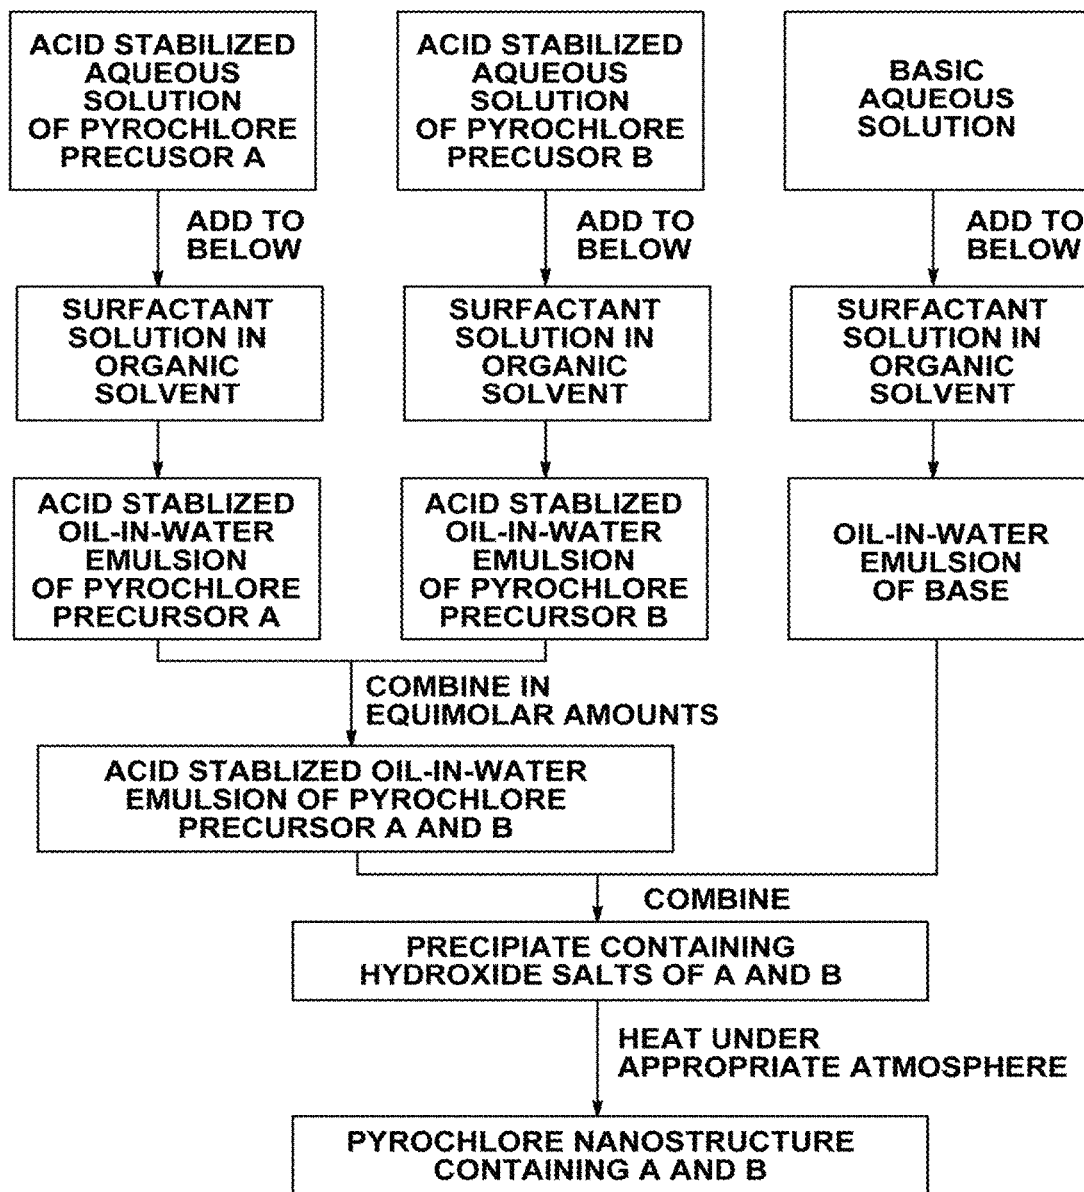 ACID STABILIZED
AQUEOUS
SOLUTION
OF PYROCHLORE
PRECUSOR A
ACID STABILIZED
AQUEOUS
SOLUTION
OF PYROCHLORE
PRECUSOR B
BASIC
AQUEOUS
SOLUTION
ADD TO
BELOW
ADD TO
BELOW
ADD TO
BELOW
SURFACTANT
SOLUTION IN
ORGANIC
SOLVENT
SURFACTANT
SOLUTION IN
ORGANIC
SOLVENT
SURFACTANT
SOLUTION IN
ORGANIC
SOLVENT
ACID STABLIZED
OIL-IN-WATER
EMULSION
OF PYROCHLORE
PRECURSOR A
ACID STABLIZED
OIL-IN-WATER
EMULSION
OF PYROCHLORE
PRECURSOR B
OIL-IN-WATER
EMULSION
OF BASE
COMBINE IN
EQUIMOLAR AMOUNTS
ACID STABLIZED OIL-IN-WATER
EMULSION OF PYROCHLORE
PRECURSOR A AND B
COMBINE
PRECIPIATE CONTAINING
HYDROXIDE SALTS OF A AND B
HEAT UNDER
APPROPRIATE ATMOSPHERE
PYROCHLORE NANOSTRUCTURE
CONTAINING A AND B